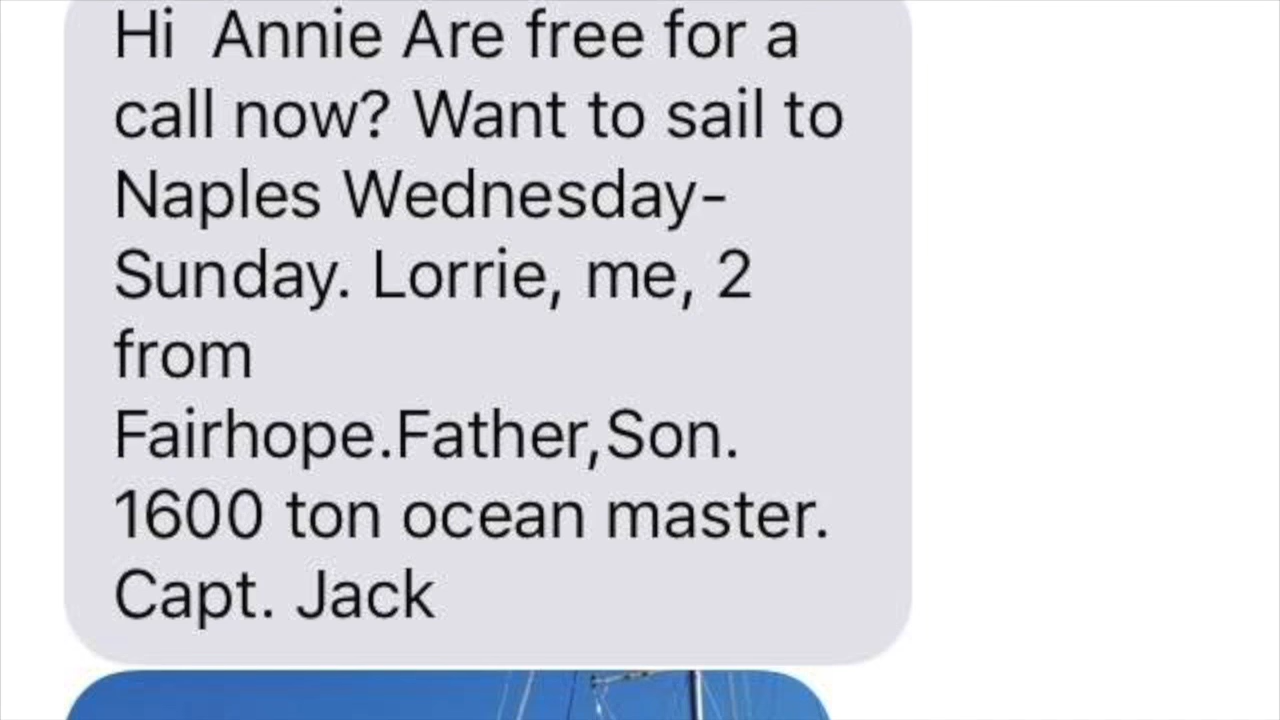 Hi  Annie Are free for a
call now? Want to sail to
Naples Wednesday-
Sunday. Lorrie, me, 2
from
Fairhope.Father,Son.
1600 ton ocean master.
Capt. Jack